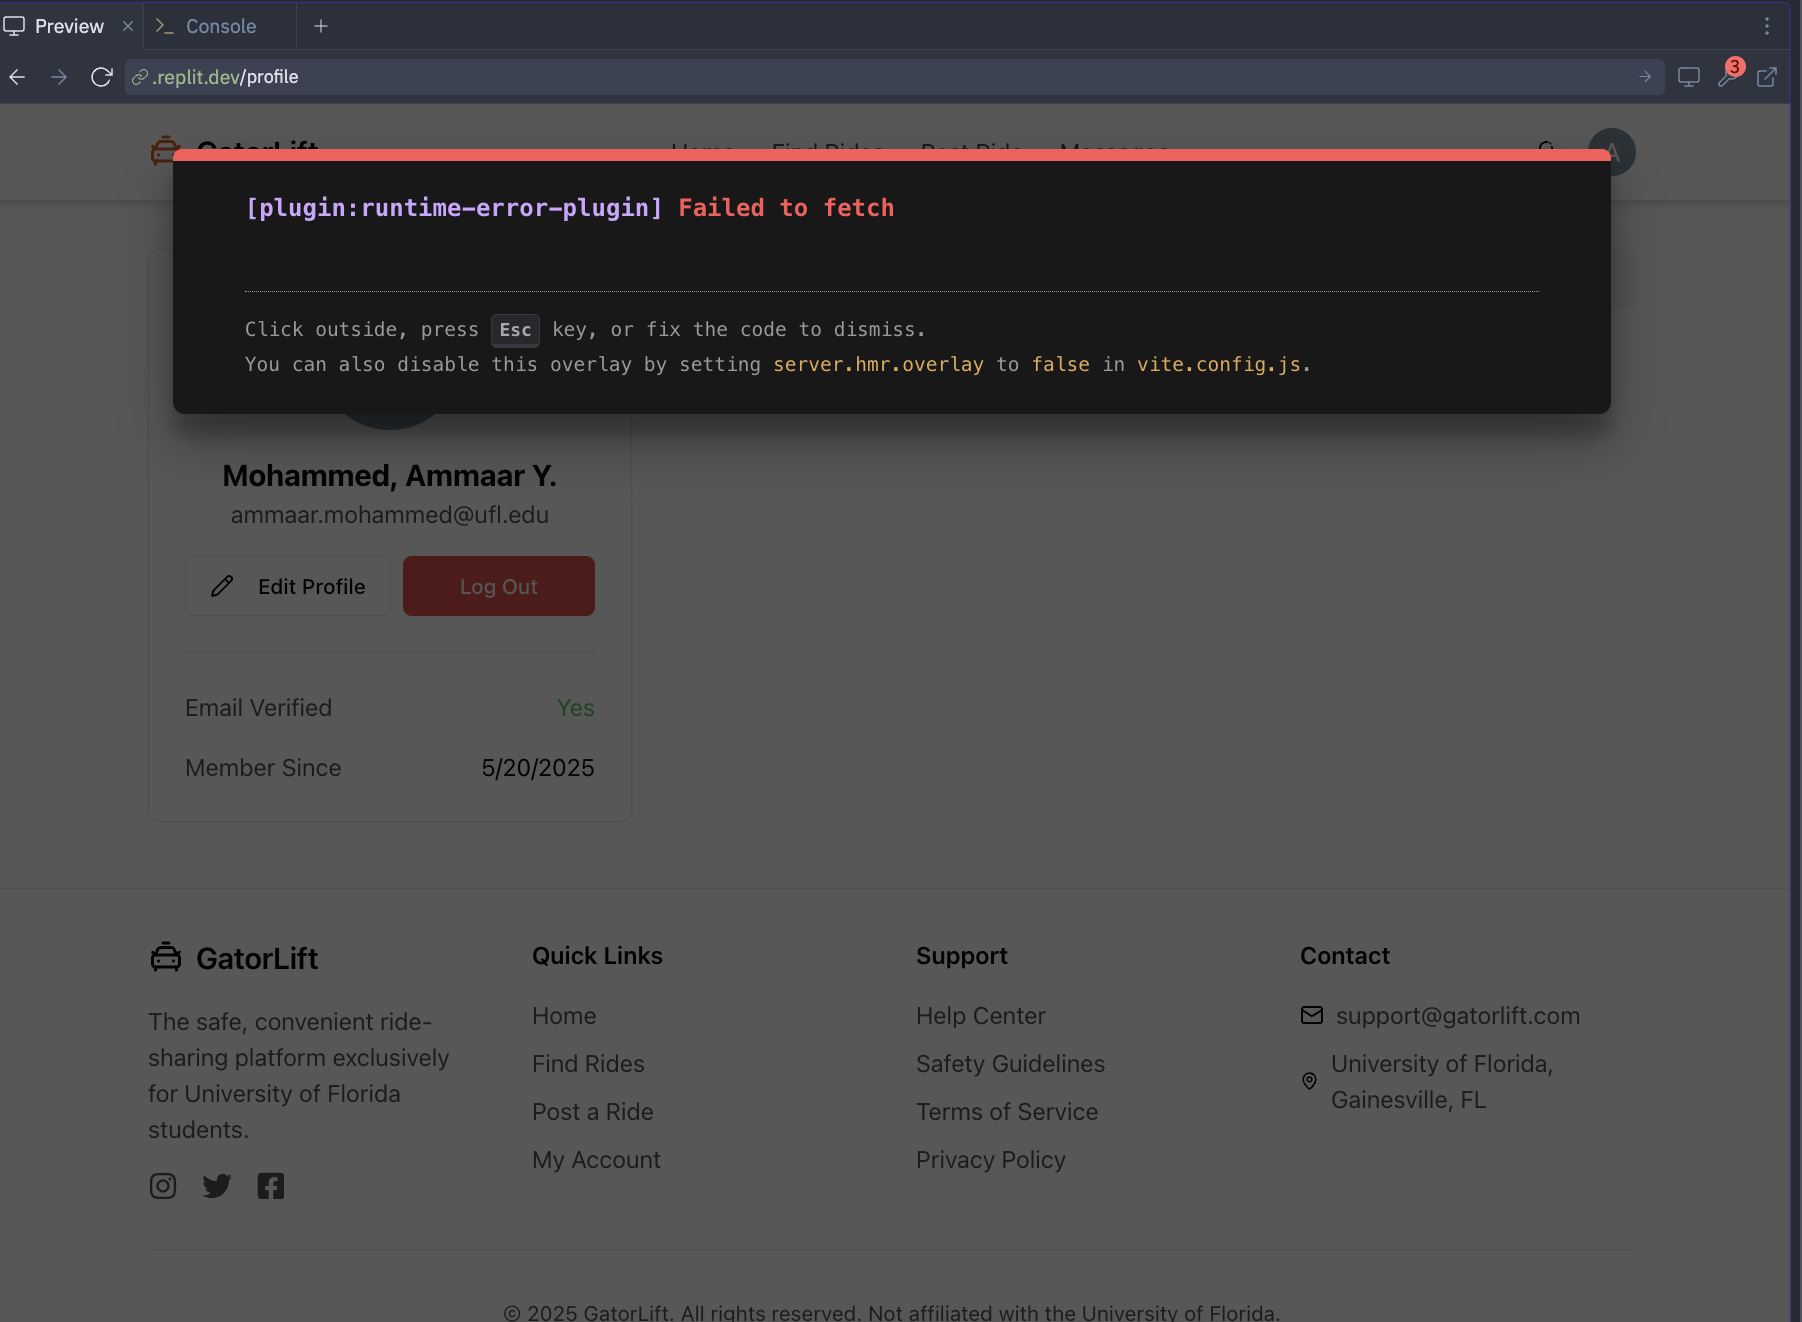 Preview
Console
.replit.dev/profile
3
GatorLift
Home Find Rides Post Ride Messages
A
[plugin:runtime-error-plugin] Failed to fetch
Click outside, press Esc key, or fix the code to dismiss.
You can also disable this overlay by setting server.hmr.overlay to false in vite.config.js.
Mohammed, Ammaar Y.
ammaar.mohammed@ufl.edu
Edit Profile
Log Out
Email Verified Yes
Member Since 5/20/2025
GatorLift
The safe, convenient ride-
sharing platform exclusively
for University of Florida
students.
Quick Links
Home
Find Rides
Post a Ride
My Account
Support
Help Center
Safety Guidelines
Terms of Service
Privacy Policy
Contact
support@gatorlift.com
University of Florida,
Gainesville, FL
© 2025 GatorLift. All rights reserved. Not affiliated with the University of Florida.